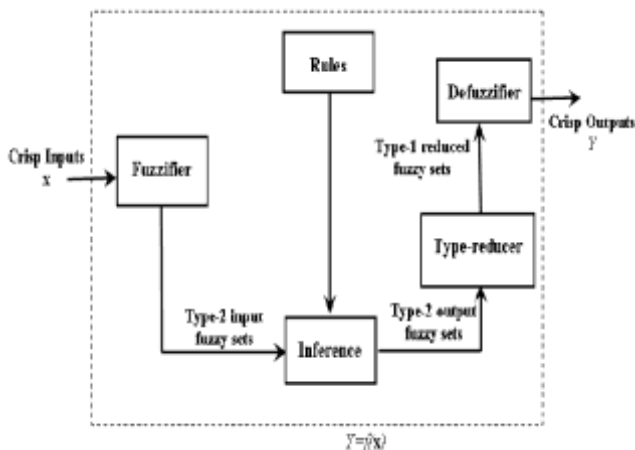 Rules
Defuzzifier
Crisp Outputs
Y
Crisp Inputs
x
Fuzzifier
Type-1 reduced
fuzzy sets
Type-reducer
Type-2 input
fuzzy sets
Inference
Type-2 output
fuzzy sets
Y=f(x)